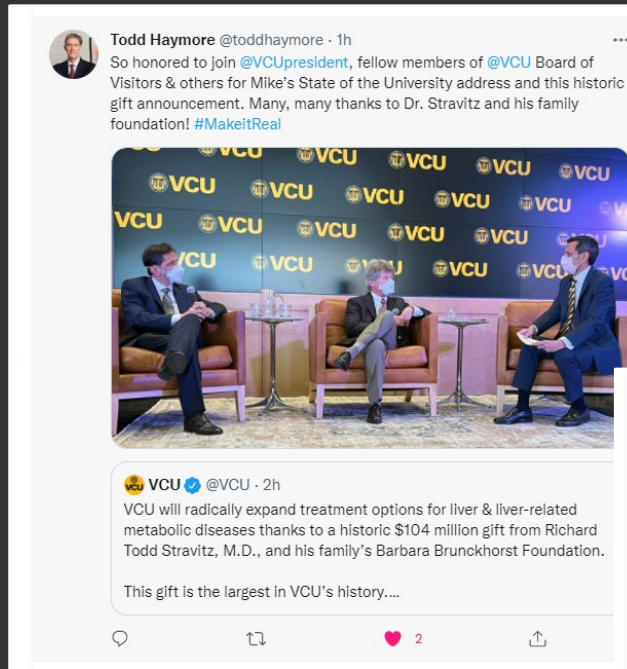 Todd Haymore @toddhaymore · 1h
So honored to join @VCUpresident, fellow members of @VCU Board of
Visitors & others for Mike's State of the University address and this historic
gift announcement. Many, many thanks to Dr. Stravitz and his family
foundation! #MakeitReal
VCU VCU VCU VCU VCU
VCU VCU VCU VCU VCU
VCU VCU VCU VCU VCU
VCU VCU VCU VCU
VCU VCU @VCU · 2h
VCU will radically expand treatment options for liver & liver-related
metabolic diseases thanks to a historic $104 million gift from Richard
Todd Stravitz, M.D., and his family's Barbara Brunckhorst Foundation.
This gift is the largest in VCU's history....
2